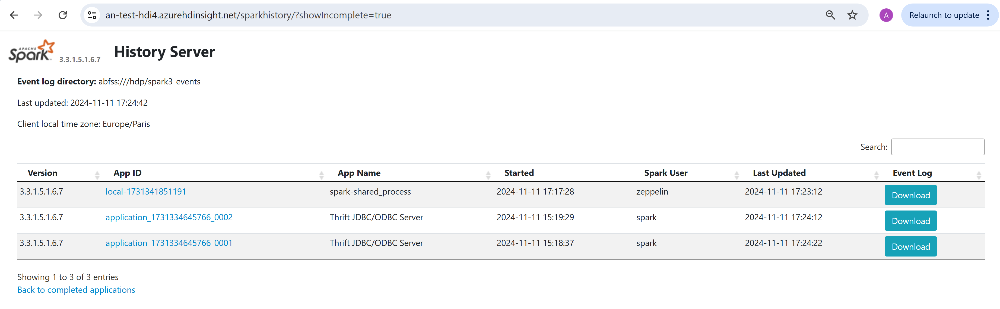 an-test-hdi4.azurehdinsight.net/sparkhistory/?showIncomplete=true A Relaunch to update
APACHE Spark 3.3.1.5.1.6.7 History Server
Event log directory: abfss:///hdp/spark3-events
Last updated: 2024-11-11 17:24:42
Client local time zone: Europe/Paris
Search:
Version App ID App Name Started Spark User Last Updated Event Log
3.3.1.5.1.6.7 local-1731341851191 spark-shared_process 2024-11-11 17:17:28 zeppelin 2024-11-11 17:23:12 Download
3.3.1.5.1.6.7 application_1731334645766_0002 Thrift JDBC/ODBC Server 2024-11-11 15:19:29 spark 2024-11-11 17:24:12 Download
3.3.1.5.1.6.7 application_1731334645766_0001 Thrift JDBC/ODBC Server 2024-11-11 15:18:37 spark 2024-11-11 17:24:22 Download
Showing 1 to 3 of 3 entries
Back to completed applications